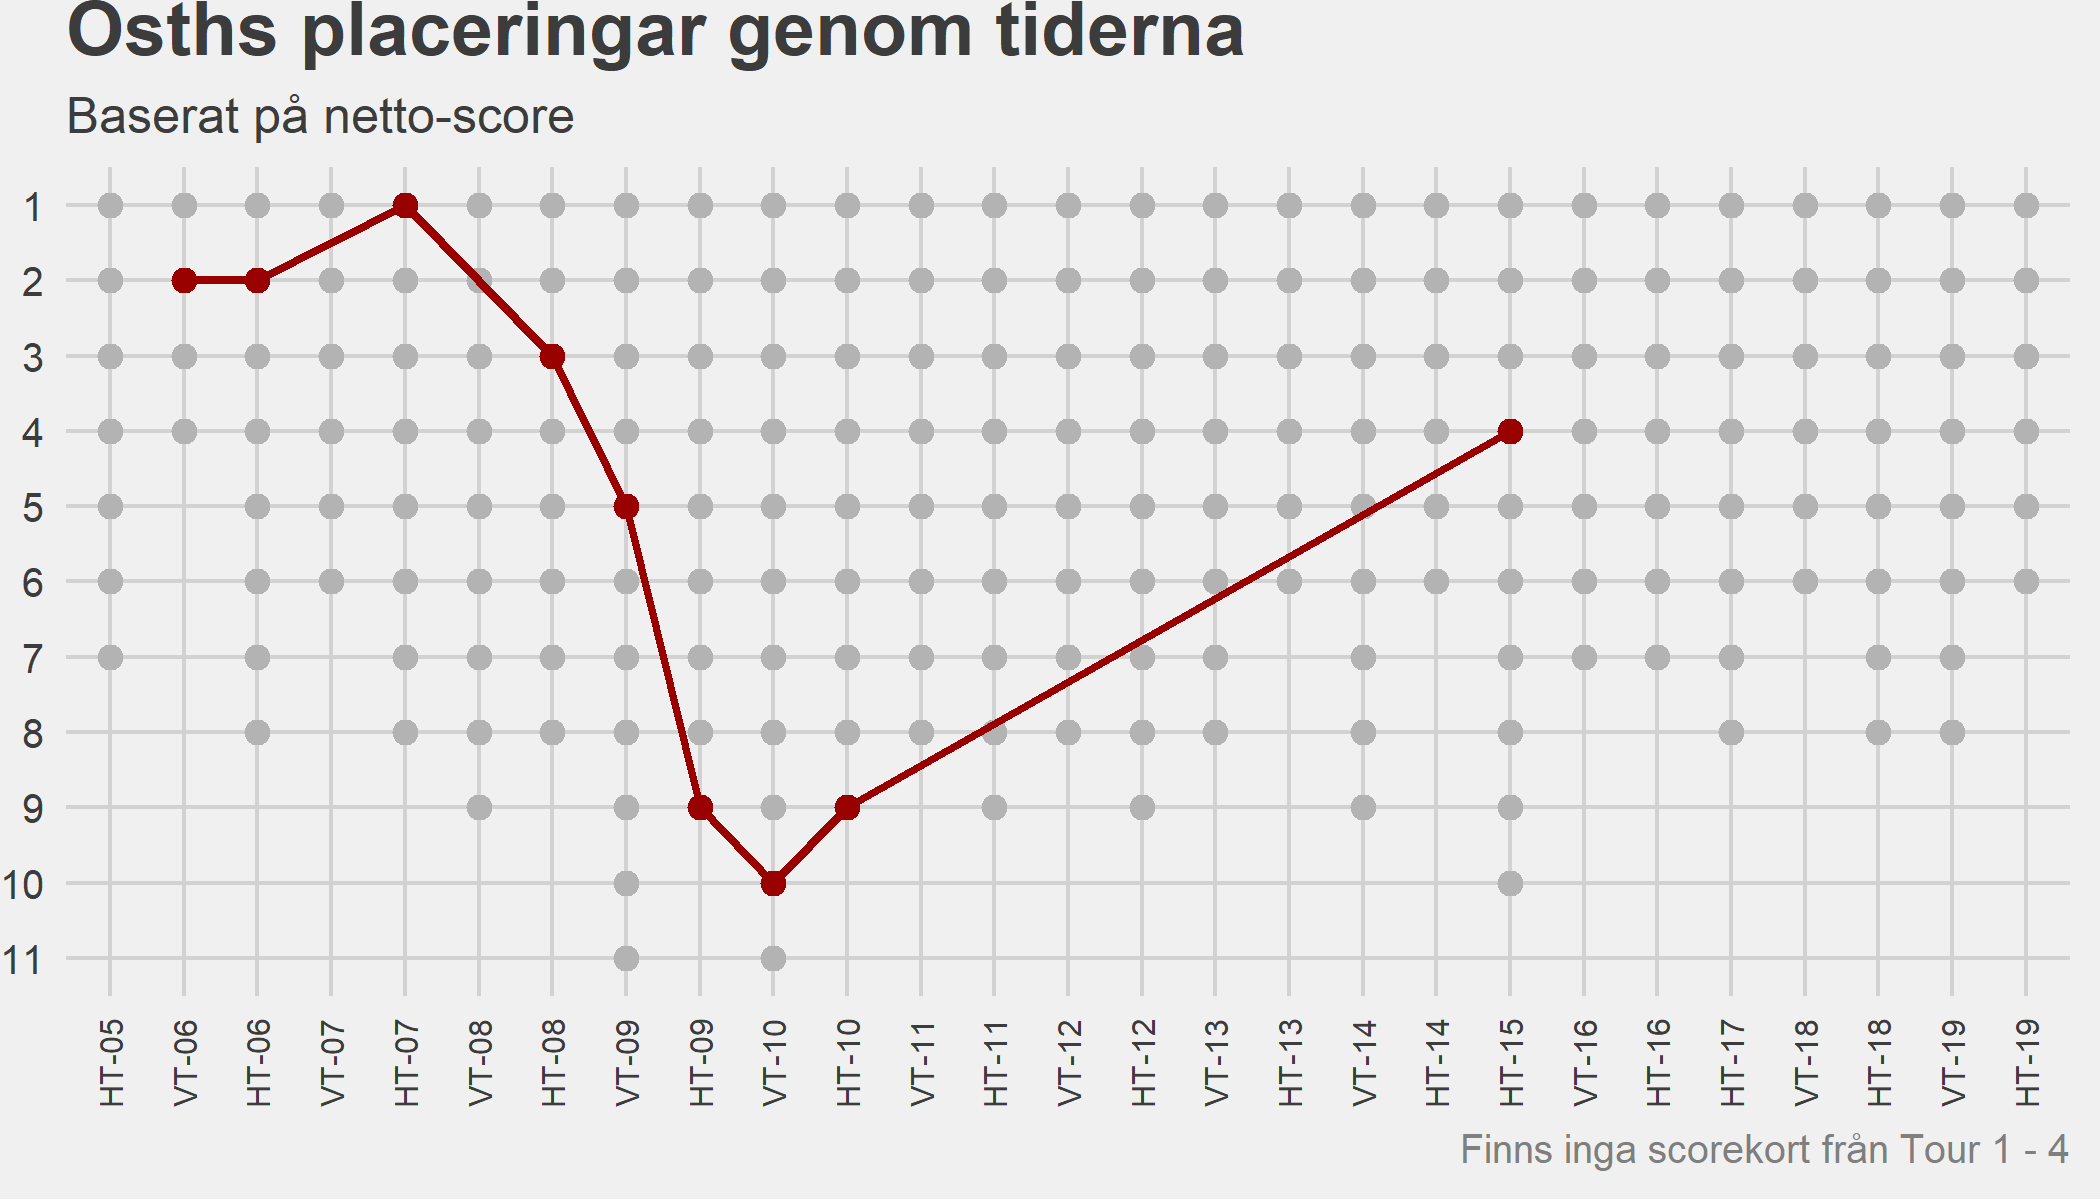 Osths placeringar genom tiderna
Baserat på netto-score
1
2
3
4
5
6
7
8
9
10
11
HT-05
VT-06
HT-06
VT-07
HT-07
VT-08
HT-08
VT-09
HT-09
VT-10
HT-10
VT-11
HT-11
VT-12
HT-12
VT-13
HT-13
VT-14
HT-14
HT-15
VT-16
HT-16
HT-17
VT-18
HT-18
VT-19
HT-19
Finns inga scorekort från Tour 1 - 4